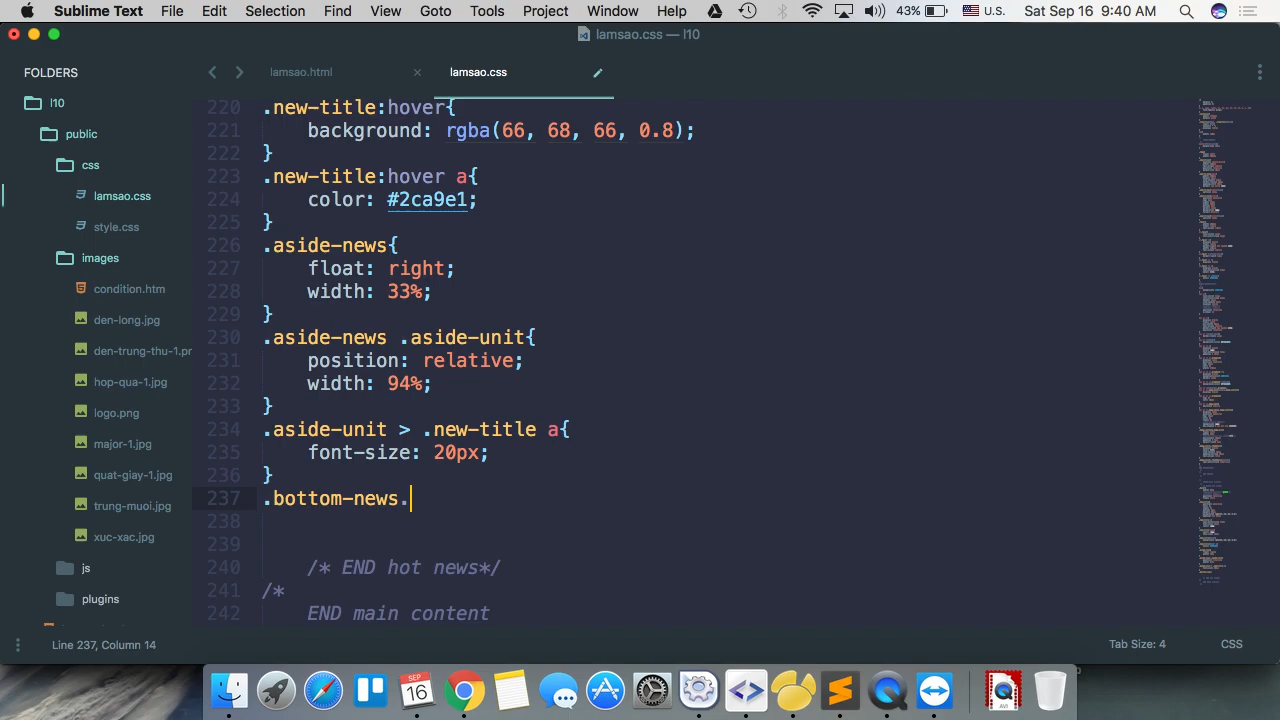 Sublime Text File Edit Selection Find View Goto Tools Project Window Help 43% U.S. Sat Sep 16 9:40 AM
lamsao.css — l10
FOLDERS
l10
public
css
lamsao.css
style.css
images
condition.htm
den-long.jpg
den-trung-thu-1.pr
hop-qua-1.jpg
logo.png
major-1.jpg
quat-giay-1.jpg
trung-muoi.jpg
xuc-xac.jpg
js
plugins
lamsao.html lamsao.css
220 .new-title:hover{
221 background: rgba(66, 68, 66, 0.8);
222 }
223 .new-title:hover a{
224 color: #2ca9e1;
225 }
226 .aside-news{
227 float: right;
228 width: 33%;
229 }
230 .aside-news .aside-unit{
231 position: relative;
232 width: 94%;
233 }
234 .aside-unit > .new-title a{
235 font-size: 20px;
236 }
237 .bottom-news.
238
239
240 /* END hot news*/
241 /*
242 END main content
Line 237, Column 14 Tab Size: 4 CSS
SEP
16
AVI